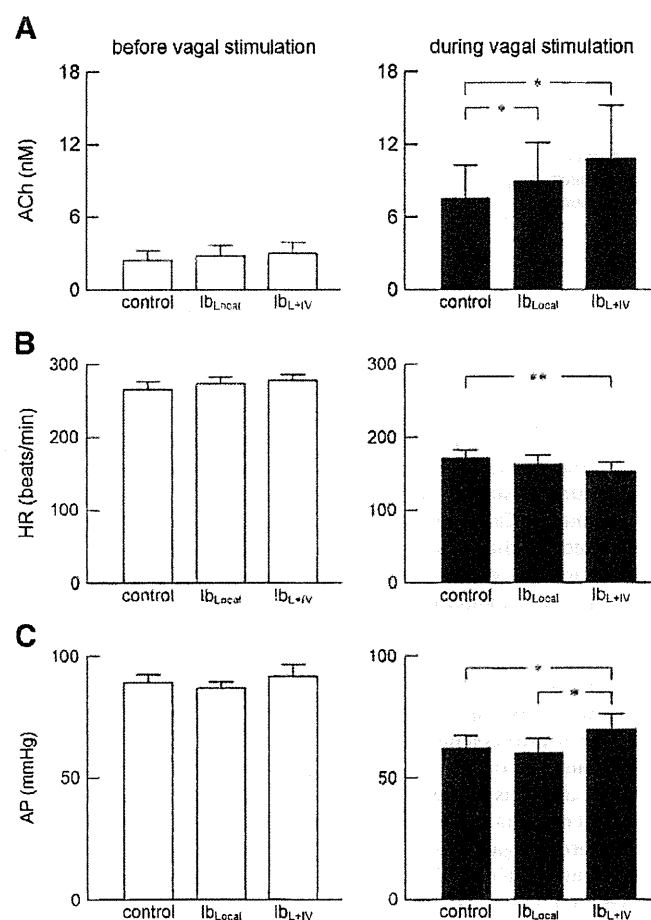 A
before vagal stimulation
during vagal stimulation
ACh (nM)
18
12
6
0
control IbLocal IbL+IV
18
12
6
0
* 
*
control IbLocal IbL+IV
B
HR (beats/min)
300
200
100
0
control IbLocal IbL+IV
300
200
100
0
**
control IbLocal IbL+IV
C
AP (mmHg)
100
50
0
control IbLocal IbL+IV
100
50
0
*
*
control IbLocal IbL+IV